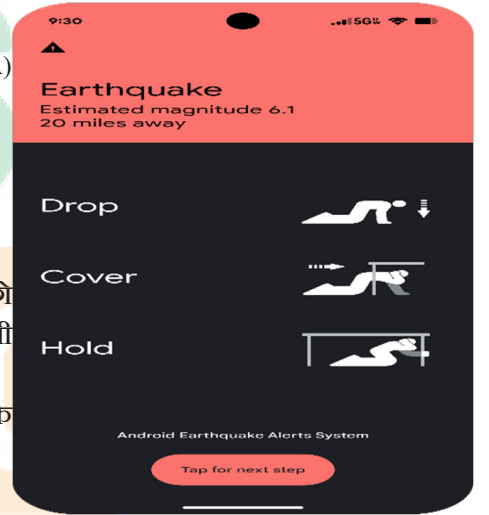 9:30
5G
Earthquake
Estimated magnitude 6.1
20 miles away
Drop
Cover
Hold
Android Earthquake Alerts System
Tap for next step